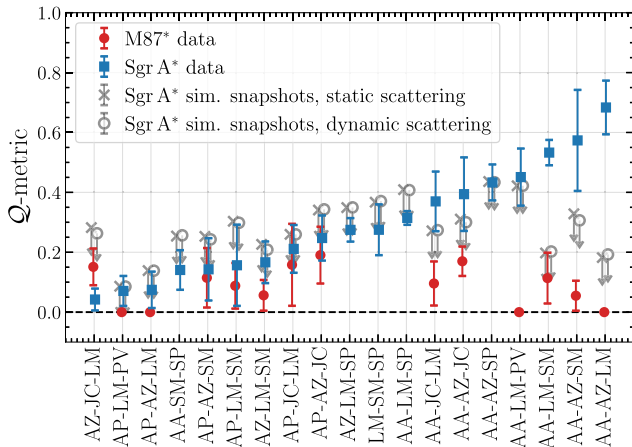 M87* data
Sgr A* data
Sgr A* sim. snapshots, static scattering
Sgr A* sim. snapshots, dynamic scattering
Q-metric
1.0
0.8
0.6
0.4
0.2
0.0
AZ-JC-LM
AP-LM-PV
AP-AZ-LM
AA-SM-SP
AP-AZ-SM
AP-LM-SM
AZ-LM-SM
AP-JC-LM
AP-AZ-JC
AZ-LM-SP
LM-SM-SP
AA-LM-SP
AA-JC-LM
AA-AZ-JC
AA-AZ-SP
AA-LM-PV
AA-LM-SM
AA-AZ-SM
AA-AZ-LM